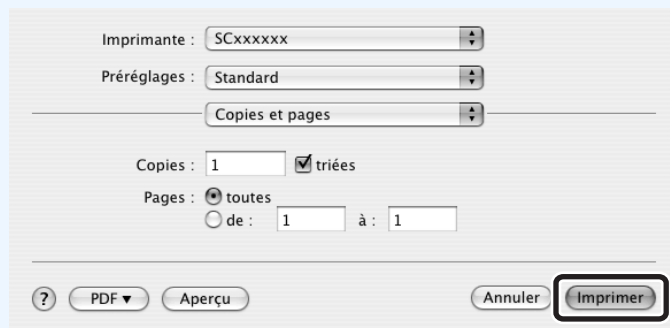 Imprimante : SCxxxxxx
Préréglages : Standard
Copies et pages
Copies : 1 triées
Pages : toutes
de : 1 à : 1
? PDF▼ Aperçu Annuler Imprimer